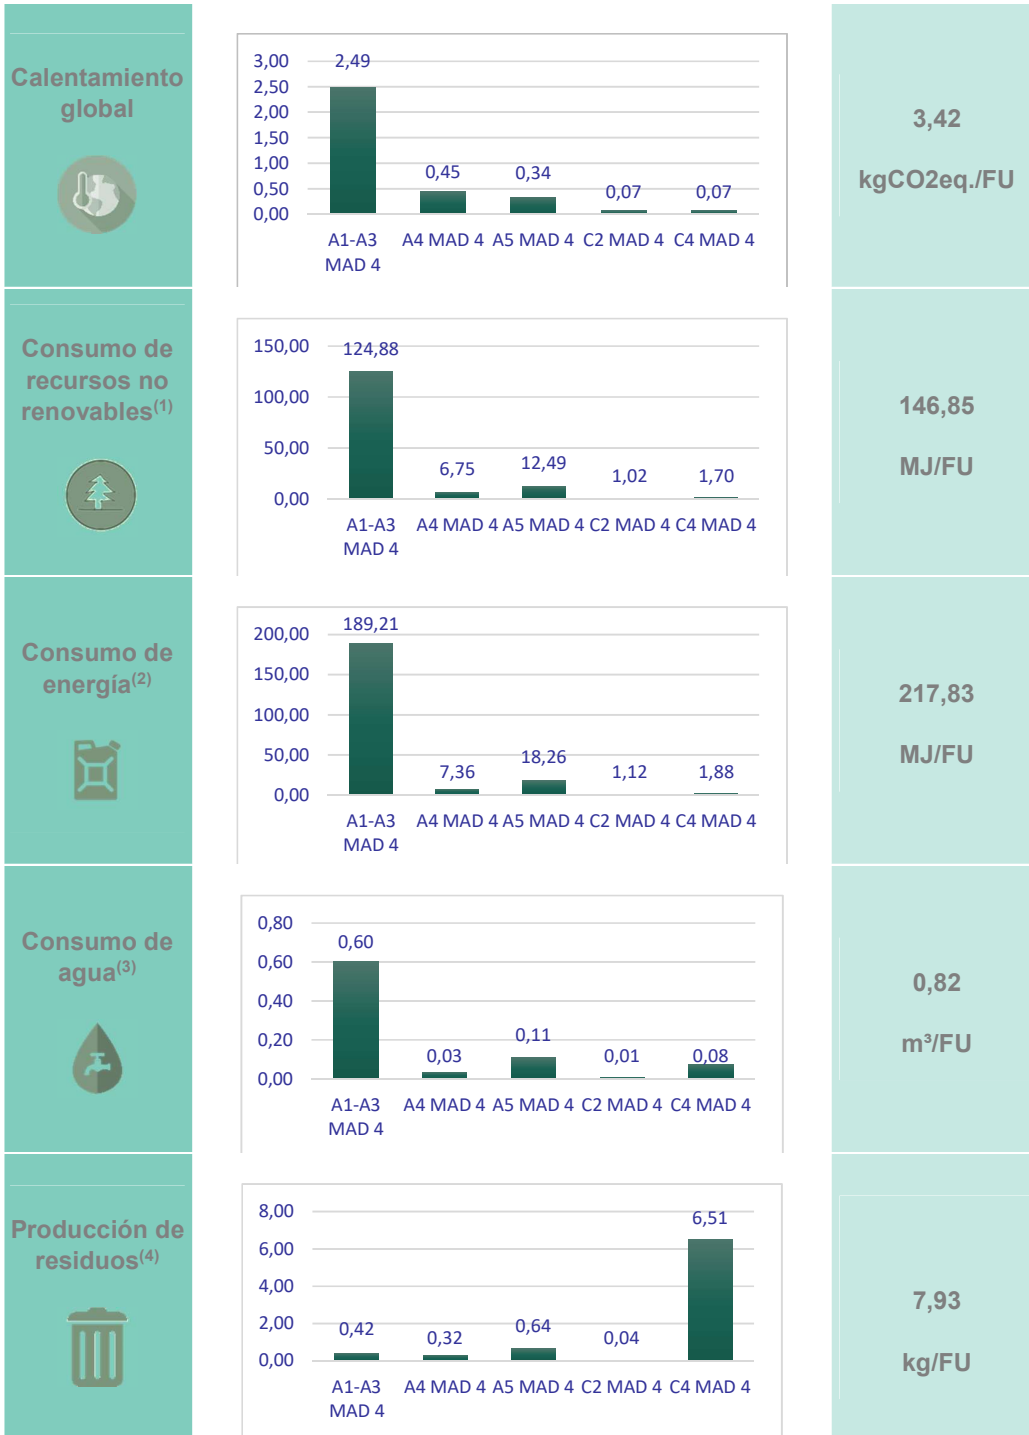 Calentamiento
global
3,00
2,50
2,00
1,50
1,00
0,50
0,00
2,49
0,45
0,34
0,07
0,07
A1-A3
MAD 4
A4 MAD 4
A5 MAD 4
C2 MAD 4
C4 MAD 4
3,42
kgCO2eq./FU
Consumo de
recursos no
renovables(1)
150,00
100,00
50,00
0,00
124,88
6,75
12,49
1,02
1,70
A1-A3
MAD 4
A4 MAD 4
A5 MAD 4
C2 MAD 4
C4 MAD 4
146,85
MJ/FU
Consumo de
energía(2)
200,00
150,00
100,00
50,00
0,00
189,21
7,36
18,26
1,12
1,88
A1-A3
MAD 4
A4 MAD 4
A5 MAD 4
C2 MAD 4
C4 MAD 4
217,83
MJ/FU
Consumo de
agua(3)
0,80
0,60
0,40
0,20
0,00
0,60
0,03
0,11
0,01
0,08
A1-A3
MAD 4
A4 MAD 4
A5 MAD 4
C2 MAD 4
C4 MAD 4
0,82
m³/FU
Producción de
residuos(4)
8,00
6,00
4,00
2,00
0,00
0,42
0,32
0,64
0,04
6,51
A1-A3
MAD 4
A4 MAD 4
A5 MAD 4
C2 MAD 4
C4 MAD 4
7,93
kg/FU